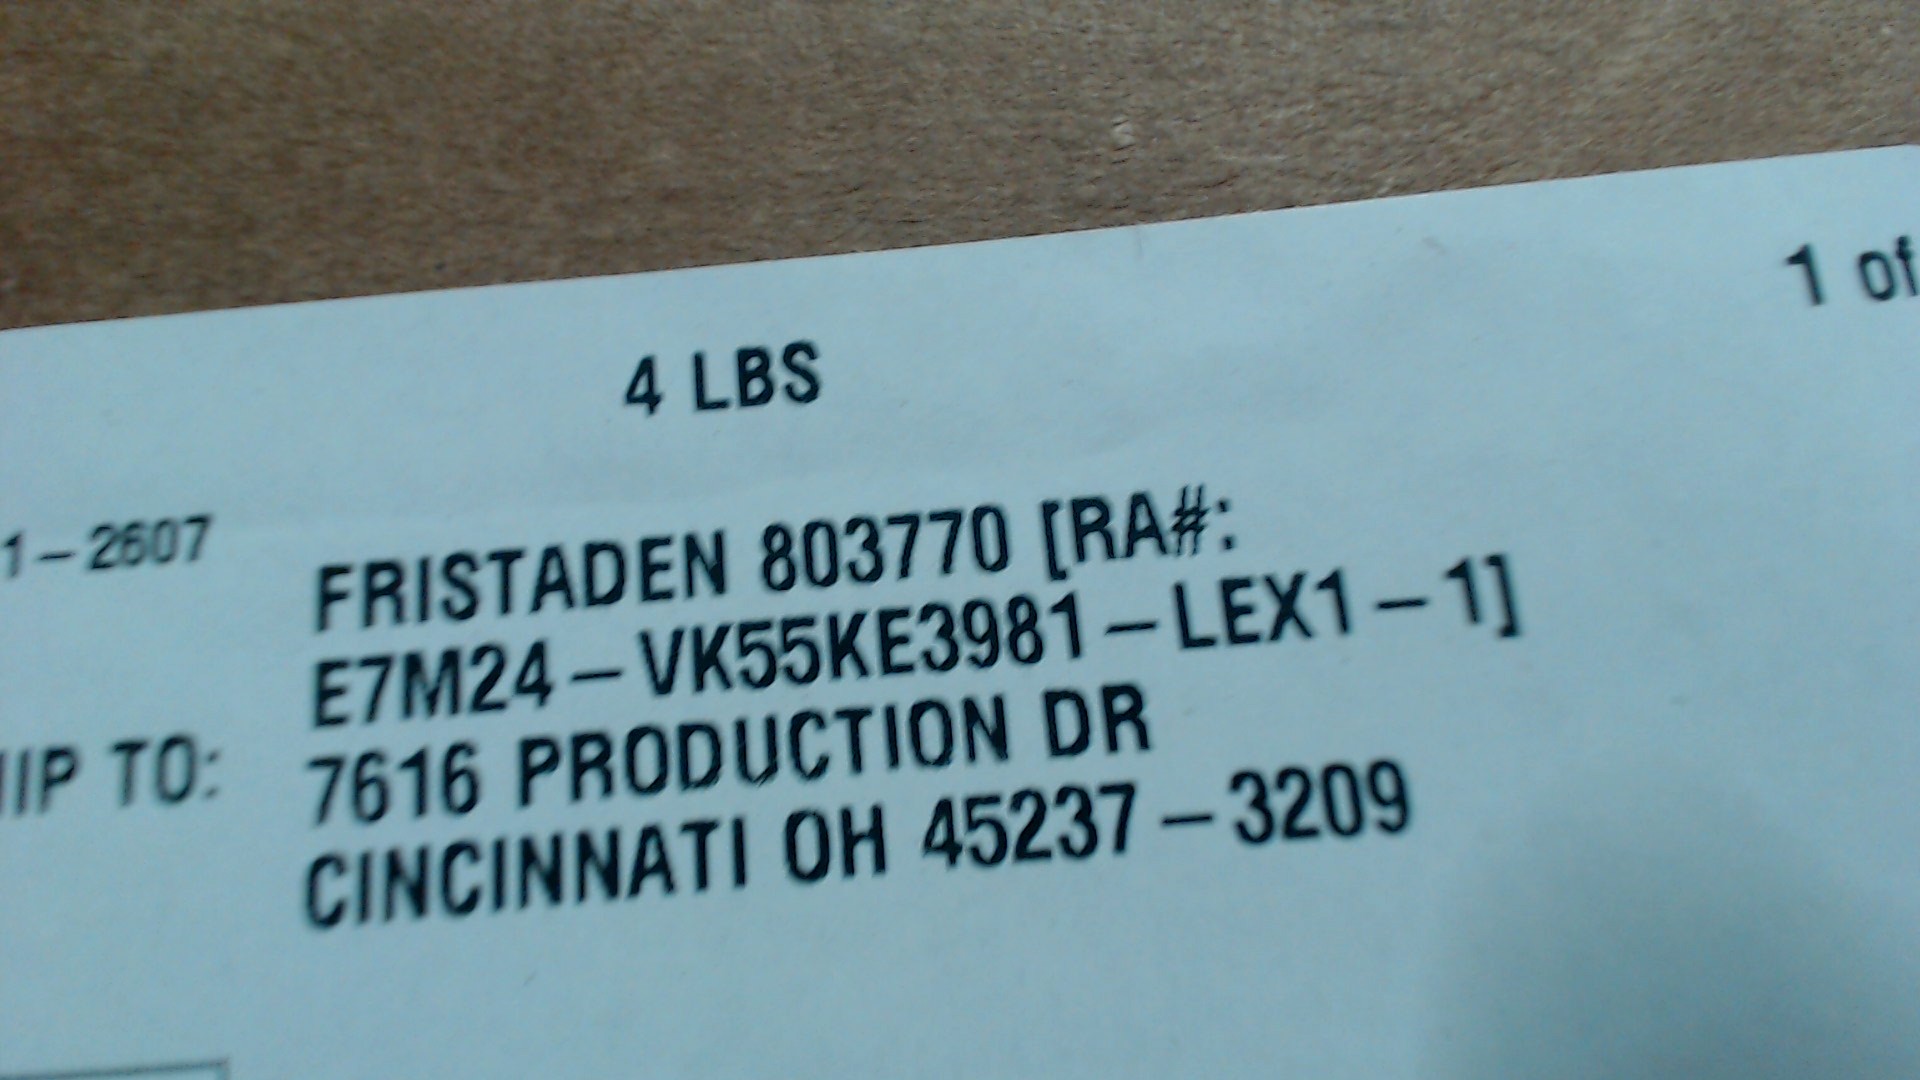 1 of
4 LBS
1-2607
FRISTADEN 803770 [RA#:
E7M24-VK55KE3981-LEX1-1]
IIP TO:
7616 PRODUCTION DR
CINCINNATI OH 45237-3209